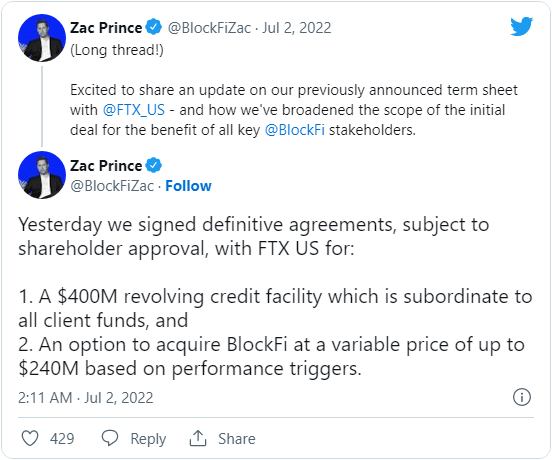 Zac Prince @BlockFiZac · Jul 2, 2022
(Long thread!)
Excited to share an update on our previously announced term sheet
with @FTX_US - and how we've broadened the scope of the initial
deal for the benefit of all key @BlockFi stakeholders.
Zac Prince
@BlockFiZac · Follow
Yesterday we signed definitive agreements, subject to
shareholder approval, with FTX US for:
1. A $400M revolving credit facility which is subordinate to
all client funds, and
2. An option to acquire BlockFi at a variable price of up to
$240M based on performance triggers.
2:11 AM · Jul 2, 2022
429 Reply Share